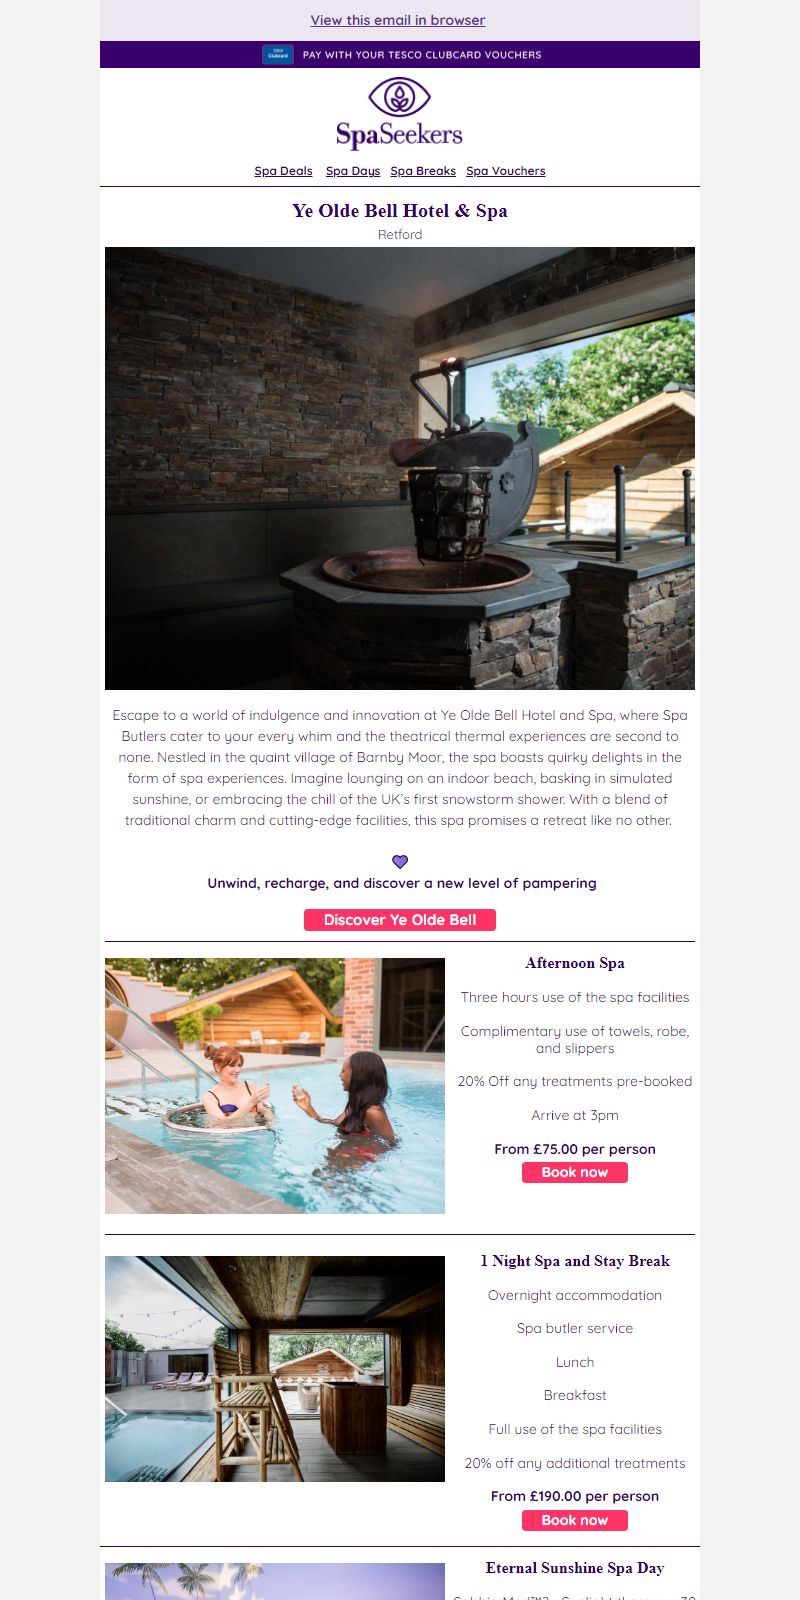 View this email in browser
PAY WITH YOUR TESCO CLUBCARD VOUCHERS
SpaSeekers
Spa Deals Spa Days Spa Breaks Spa Vouchers
Ye Olde Bell Hotel & Spa
Retford
Escape to a world of indulgence and innovation at Ye Olde Bell Hotel and Spa, where Spa
Butlers cater to your every whim and the theatrical thermal experiences are second to
none. Nestled in the quaint village of Barnby Moor, the spa boasts quirky delights in the
form of spa experiences. Imagine lounging on an indoor beach, basking in simulated
sunshine, or embracing the chill of the UK's first snowstorm shower. With a blend of
traditional charm and cutting-edge facilities, this spa promises a retreat like no other.
Unwind, recharge, and discover a new level of pampering
Discover Ye Olde Bell
Afternoon Spa
Three hours use of the spa facilities
Complimentary use of towels, robe,
and slippers
20% Off any treatments pre-booked
Arrive at 3pm
From £75.00 per person
Book now
1 Night Spa and Stay Break
Overnight accommodation
Spa butler service
Lunch
Breakfast
Full use of the spa facilities
20% off any additional treatments
From £190.00 per person
Book now
Eternal Sunshine Spa Day